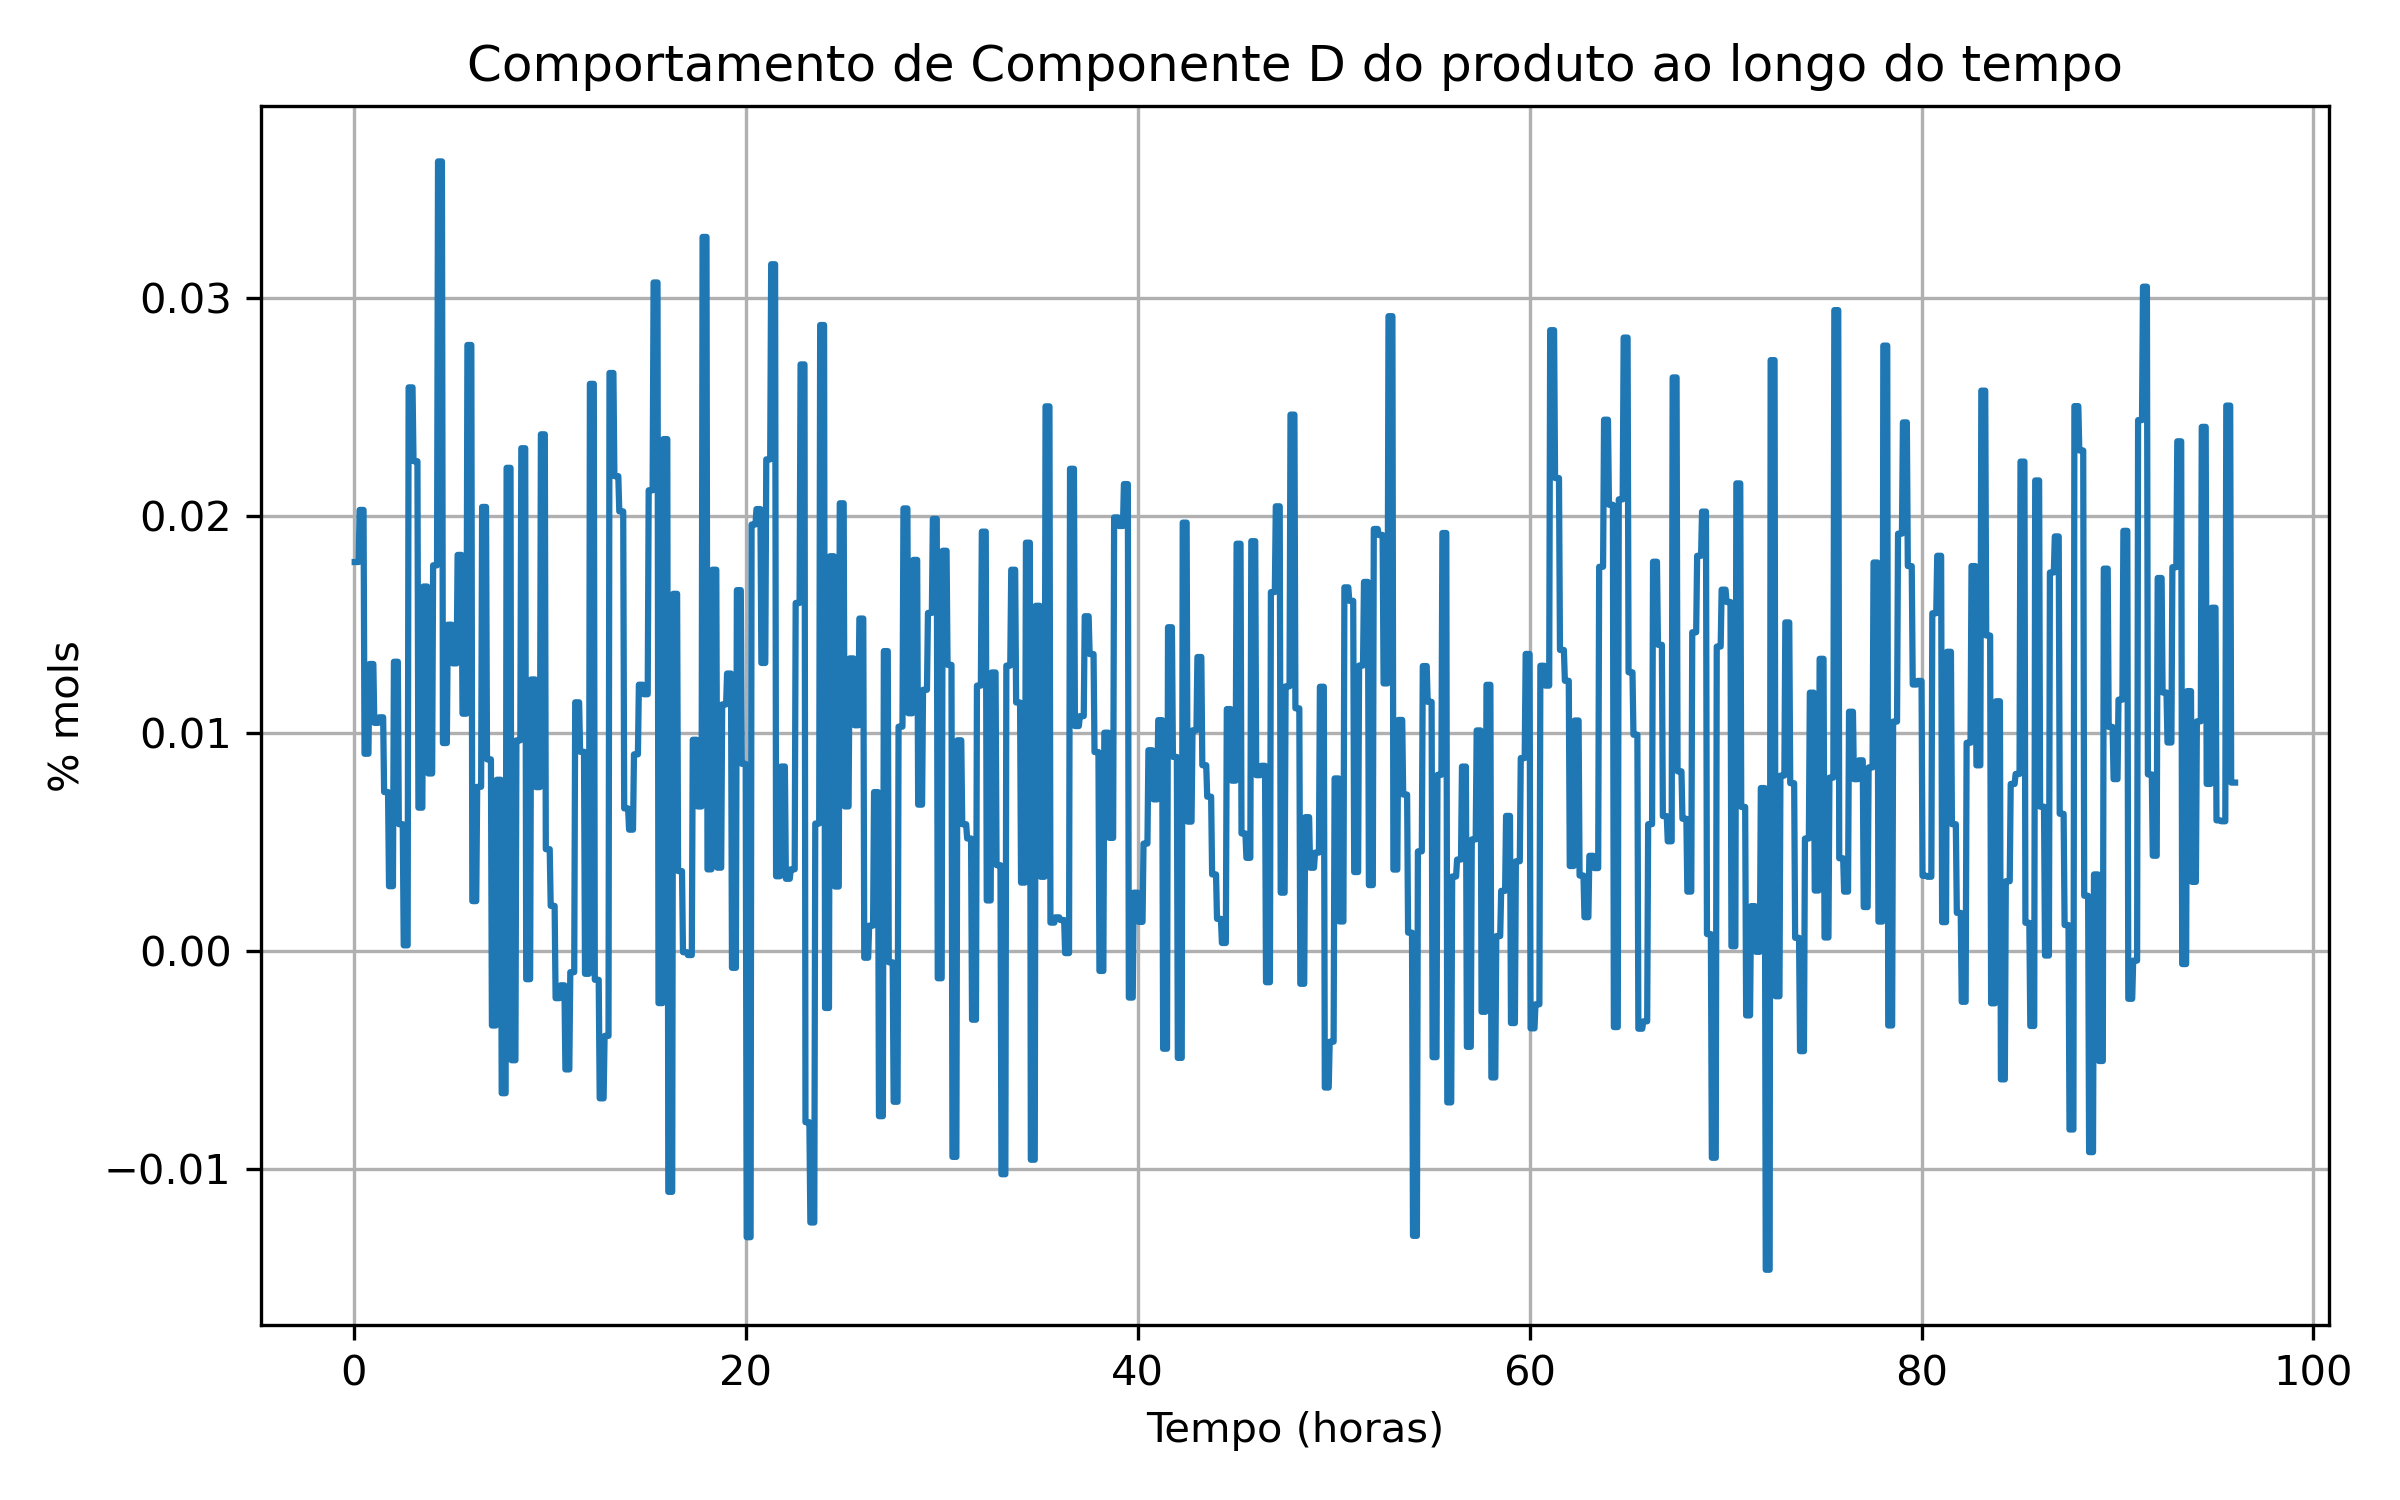 Comportamento de Componente D do produto ao longo do tempo
% mols
0.03
0.02
0.01
0.00
−0.01
0 20 40 60 80 100
Tempo (horas)